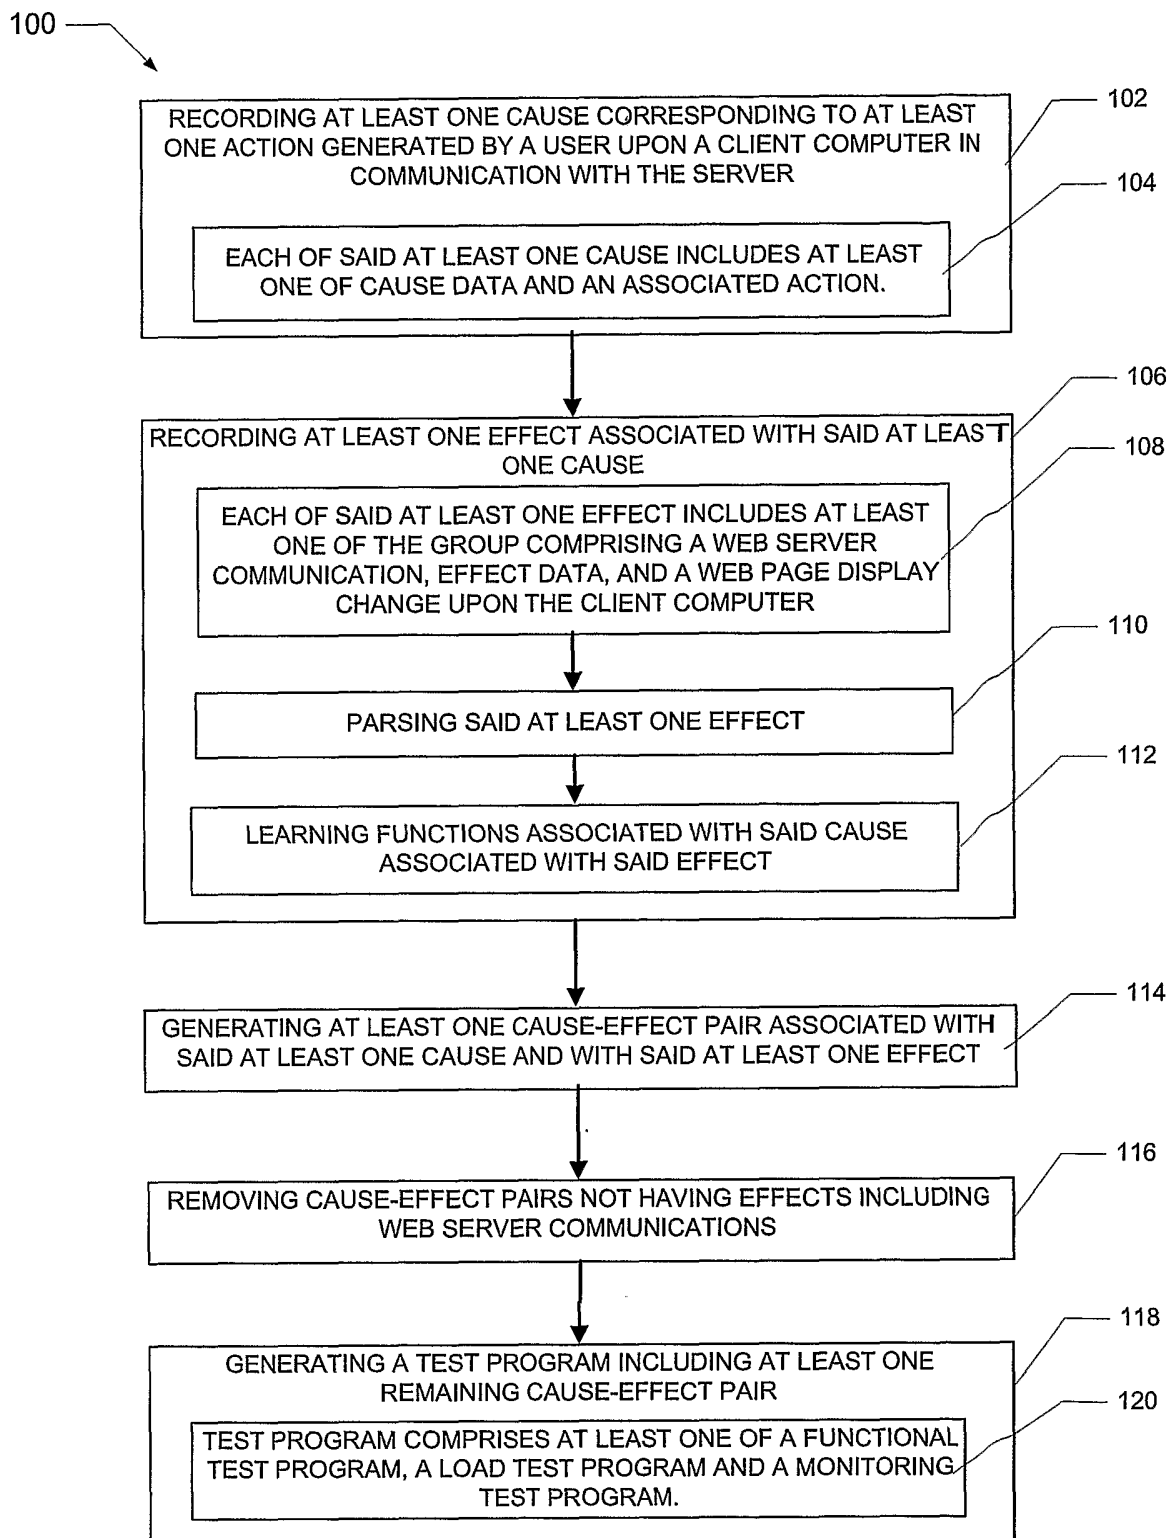 100
RECORDING AT LEAST ONE CAUSE CORRESPONDING TO AT LEAST
ONE ACTION GENERATED BY A USER UPON A CLIENT COMPUTER IN
COMMUNICATION WITH THE SERVER
102
104
EACH OF SAID AT LEAST ONE CAUSE INCLUDES AT LEAST
ONE OF CAUSE DATA AND AN ASSOCIATED ACTION.
106
RECORDING AT LEAST ONE EFFECT ASSOCIATED WITH SAID AT LEAST
ONE CAUSE
108
EACH OF SAID AT LEAST ONE EFFECT INCLUDES AT LEAST
ONE OF THE GROUP COMPRISING A WEB SERVER
COMMUNICATION, EFFECT DATA, AND A WEB PAGE DISPLAY
CHANGE UPON THE CLIENT COMPUTER
110
PARSING SAID AT LEAST ONE EFFECT
112
LEARNING FUNCTIONS ASSOCIATED WITH SAID CAUSE
ASSOCIATED WITH SAID EFFECT
114
GENERATING AT LEAST ONE CAUSE-EFFECT PAIR ASSOCIATED WITH
SAID AT LEAST ONE CAUSE AND WITH SAID AT LEAST ONE EFFECT
116
REMOVING CAUSE-EFFECT PAIRS NOT HAVING EFFECTS INCLUDING
WEB SERVER COMMUNICATIONS
118
GENERATING A TEST PROGRAM INCLUDING AT LEAST ONE
REMAINING CAUSE-EFFECT PAIR
120
TEST PROGRAM COMPRISES AT LEAST ONE OF A FUNCTIONAL
TEST PROGRAM, A LOAD TEST PROGRAM AND A MONITORING
TEST PROGRAM.